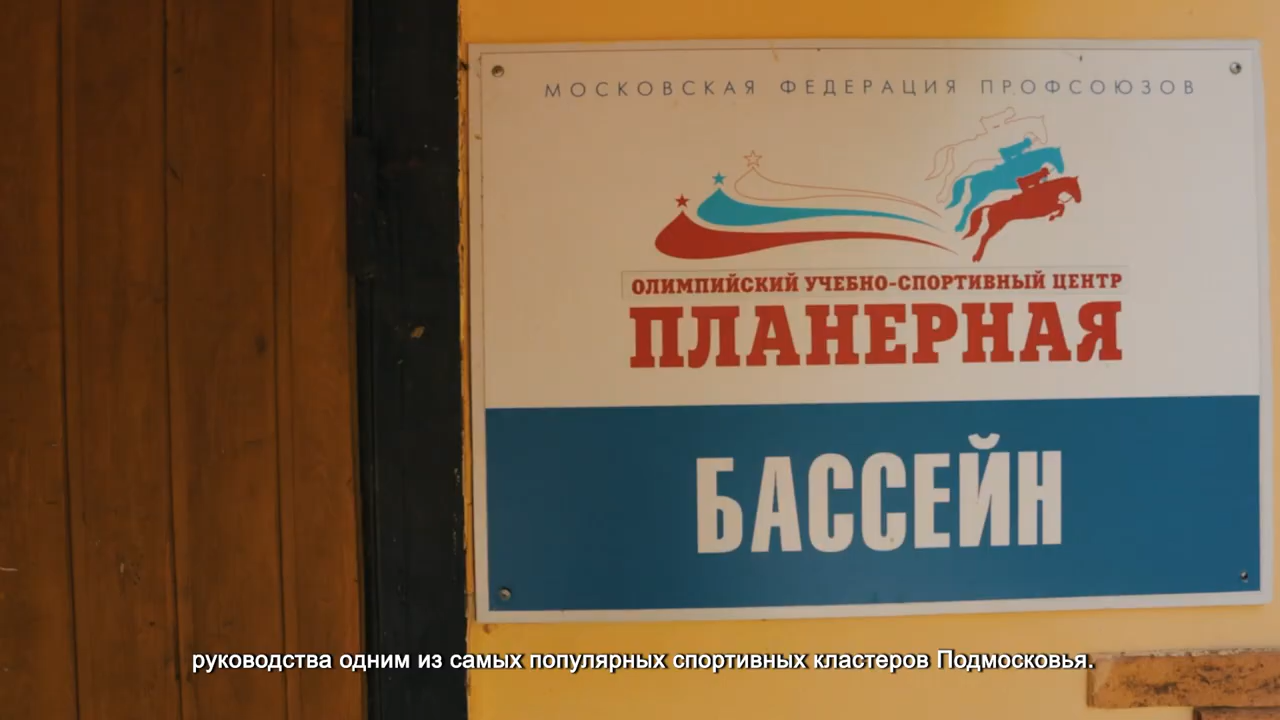 МОСКОВСКАЯ ФЕДЕРАЦИЯ ПРОФСОЮЗОВ
ОЛИМПИЙСКИЙ УЧЕБНО-СПОРТИВНЫЙ ЦЕНТР
ПЛАНЕРНАЯ
БАССЕЙН
руководства одним из самых популярных спортивных кластеров Подмосковья.